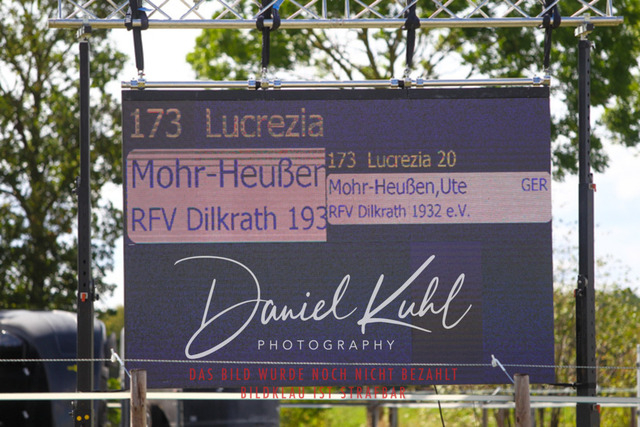 173 Lucrezia
Mohr-Heußen
RFV Dilkrath 193
173 Lucrezia 20
Mohr-Heußen,Ute GER
RFV Dilkrath 1932 e.V.
Daniel Kuhl
PHOTOGRAPHY
DAS BILD WURDE NOCH NICHT BEZAHLT
BILDKLAU IST STRAFBAR